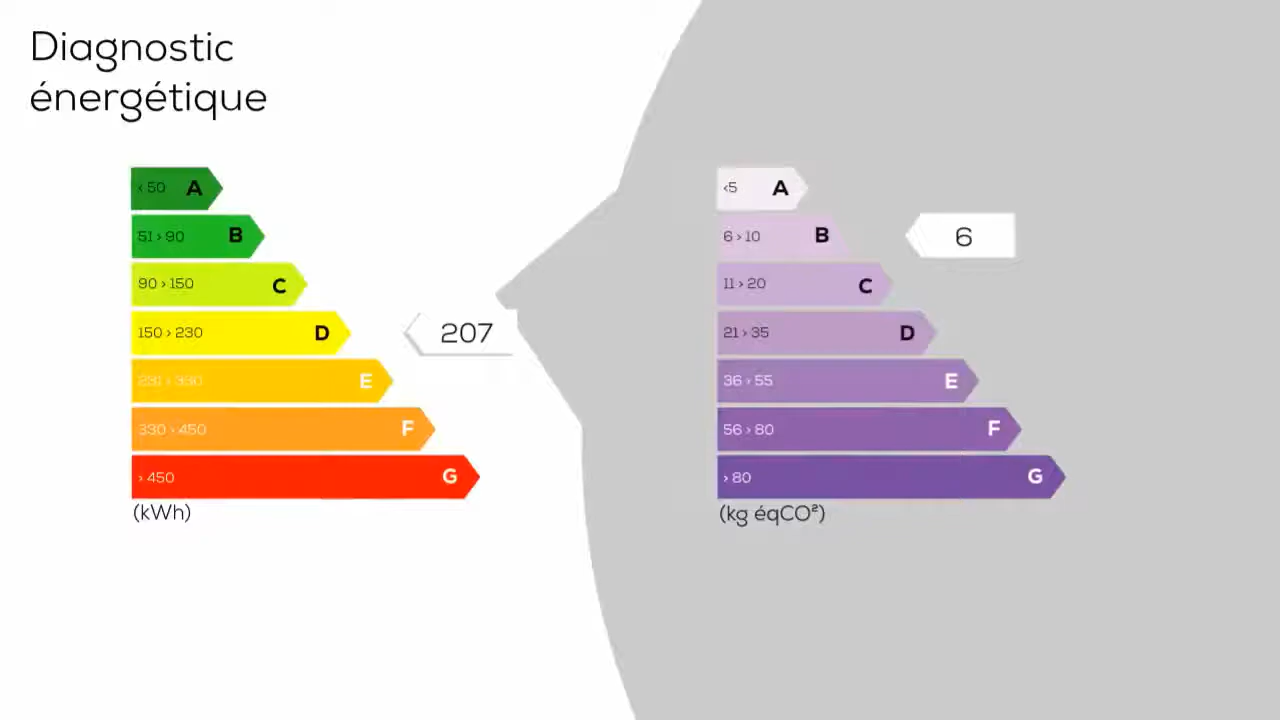 Diagnostic
énergétique
< 50 A
51 > 90 B
90 > 150 C
150 > 230 D
207
231 > 330 E
330 > 450 F
> 450 G
(kWh)
<5 A
6 > 10 B
6
11 > 20 C
21 > 35 D
36 > 55 E
56 > 80 F
> 80 G
(kg éqCO²)